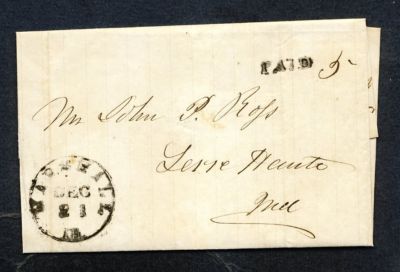 PAID 5
Mr John P. Ross
Terre Haute
Ind
DEC
21